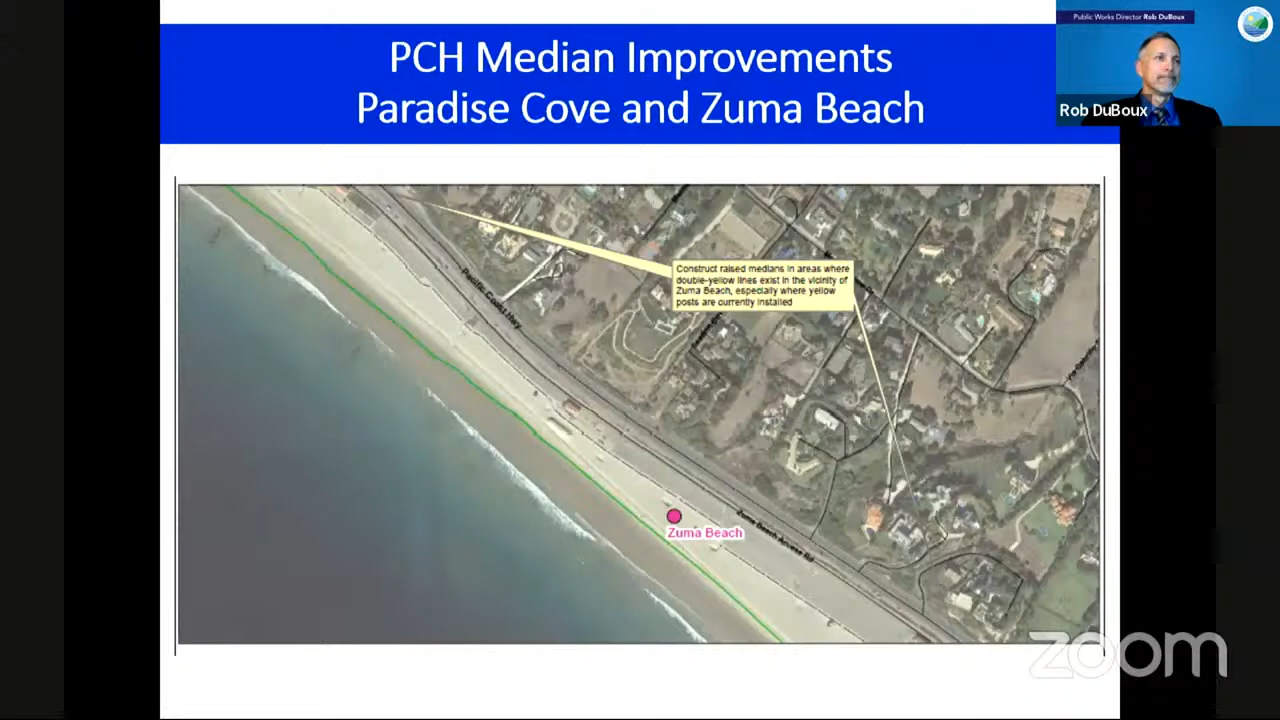 PCH Median Improvements
Paradise Cove and Zuma Beach
Public Works Director Rob DuBoux
Rob DuBoux
Construct raised medians in areas where
double-yellow lines exist in the vicinity of
Zuma Beach, especially where yellow
posts are currently installed
Pacific Coast Hwy
Zuma Beach
Zuma Beach Access Rd
zoom